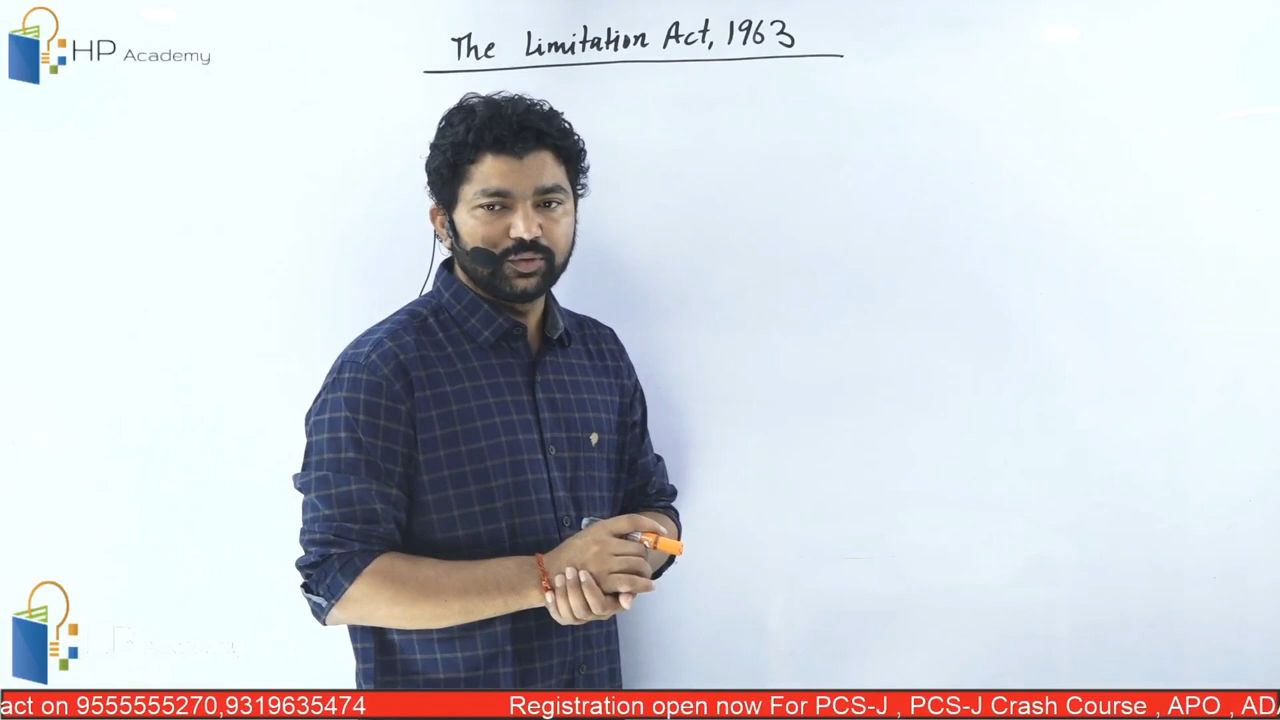 HP Academy
The Limitation Act, 1963
act on 9555555270,9319635474 Registration open now For PCS-J , PCS-J Crash Course , APO , ADA